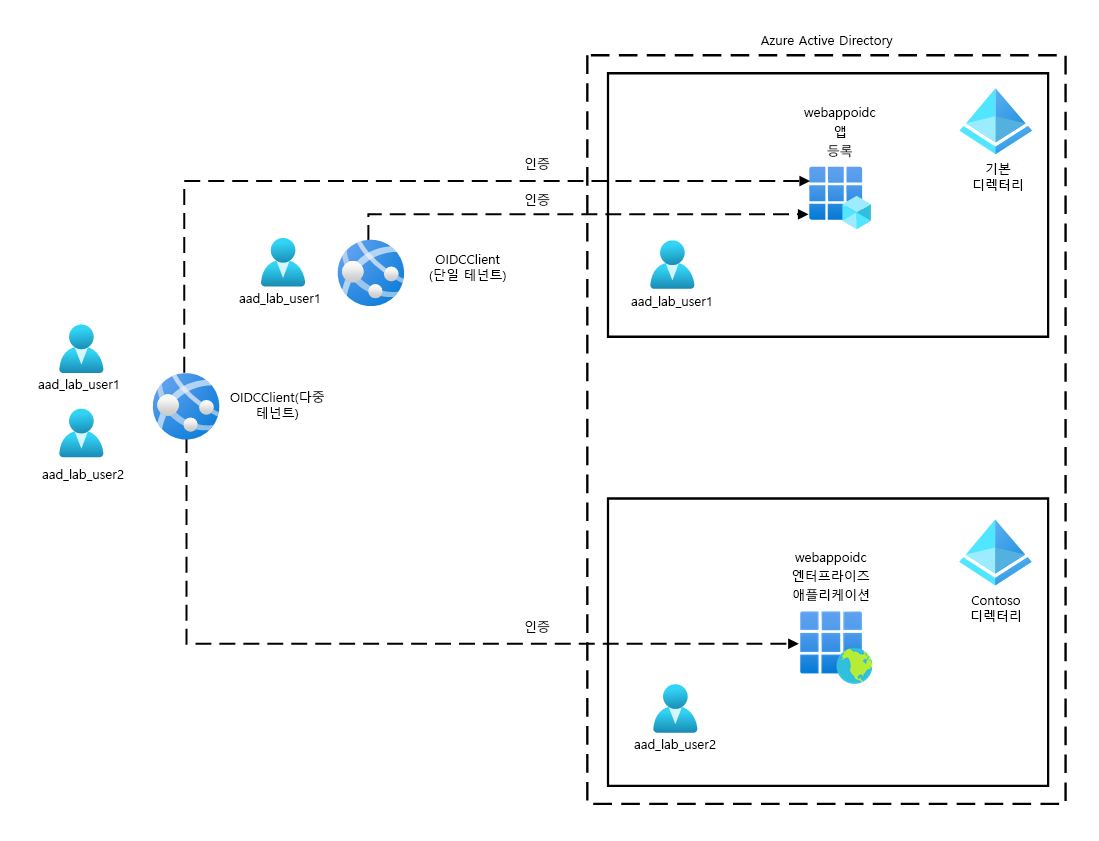 Azure Active Directory
webappoidc
앱
등록
기본
디렉터리
인증
인증
OIDCClient
(단일 테넌트)
aad_lab_user1
aad_lab_user1
aad_lab_user1
OIDCClient(다중
테넌트)
aad_lab_user2
webappoidc
엔터프라이즈
애플리케이션
Contoso
디렉터리
인증
aad_lab_user2